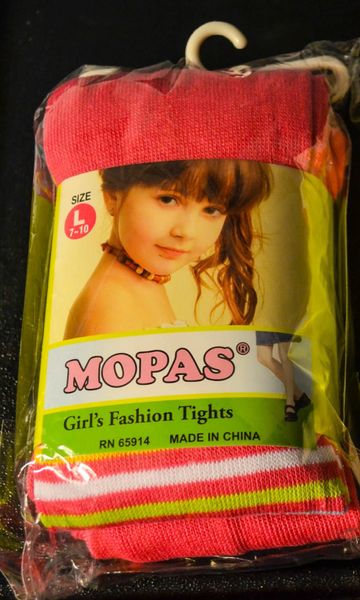 SIZE
L
7-10
MOPAS®
Girl's Fashion Tights
RN 65914 MADE IN CHINA